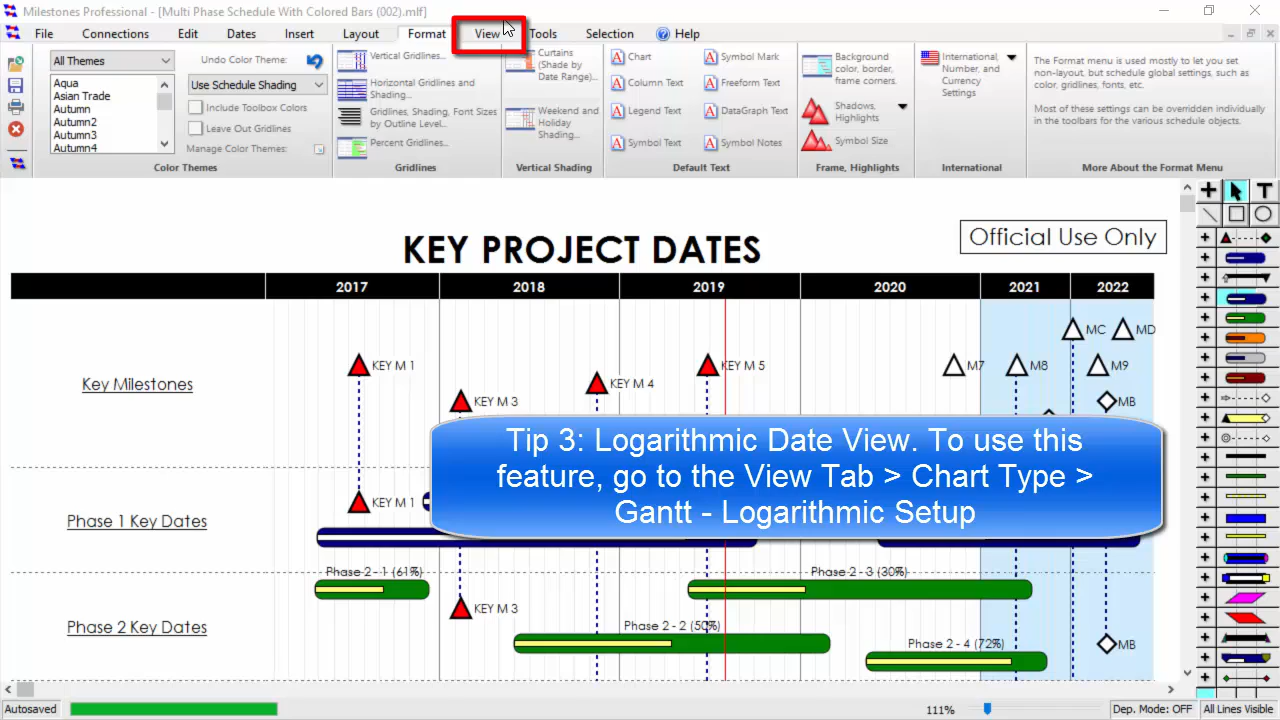 Milestones Professional - [Multi Phase Schedule With Colored Bars (002).mlf]
File Connections Edit Dates Insert Layout Format View Tools Selection Help
All Themes
Aqua
Asian Trade
Autumn
Autumn2
Autumn3
Autumn4
Undo Color Theme:
Use Schedule Shading
Include Toolbox Colors
Leave Out Gridlines
Manage Color Themes:
Color Themes
Vertical Gridlines...
Horizontal Gridlines and
Shading...
Gridlines, Shading, Font Sizes
by Outline Level...
Percent Gridlines...
Gridlines
Curtains
(Shade by
Date Range)...
Weekend and
Holiday
Shading...
Vertical Shading
Chart
Column Text
Legend Text
Symbol Text
Symbol Mark
Freeform Text
DataGraph Text
Symbol Notes
Default Text
Background
color, border,
frame corners.
Shadows,
Highlights
Symbol Size
Frame, Highlights
International,
Number, and
Currency
Settings
International
The Format menu is used mostly to let you set
non-layout, but schedule global settings, such as
color, gridlines, fonts, etc.
Most of these settings can be overridden individually
in the toolbars for the various schedule objects.
More About the Format Menu
Official Use Only
KEY PROJECT DATES
2017 2018 2019 2020 2021 2022
MC MD
KEY M 1 KEY M 5 M7 M8 M9
Key Milestones
KEY M 4
KEY M 3 MB
Tip 3: Logarithmic Date View. To use this
feature, go to the View Tab > Chart Type >
Gantt - Logarithmic Setup
KEY M 1
Phase 1 Key Dates
Phase 2 - 1 (61%) Phase 2 - 3 (30%)
KEY M 3
Phase 2 Key Dates
Phase 2 - 2 (50%)
Phase 2 - 4 (72%) MB
Autosaved 111% Dep. Mode: OFF All Lines Visible